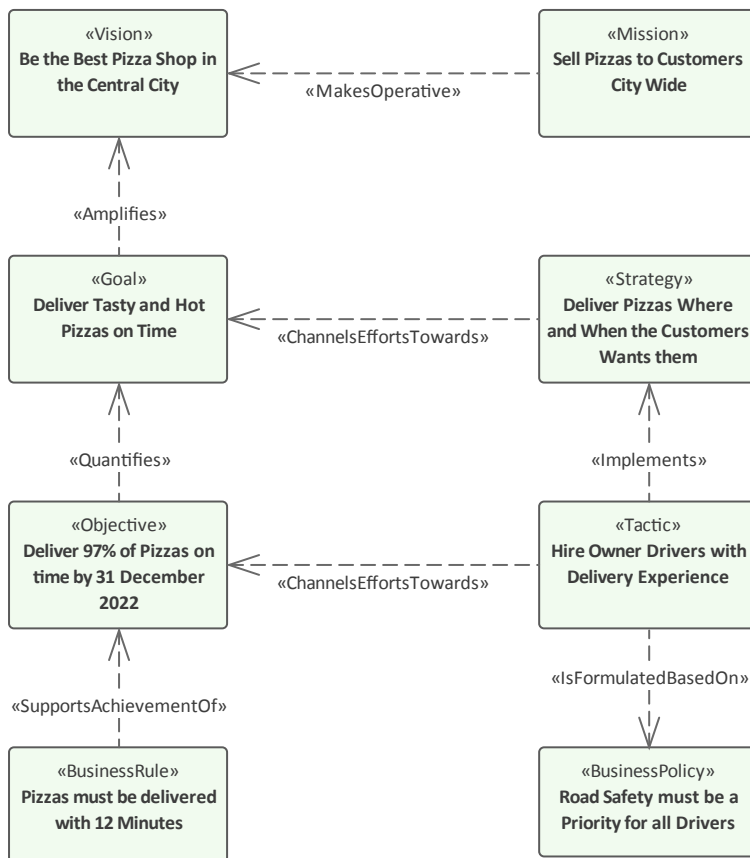 «Vision»
Be the Best Pizza Shop in
the Central City
«Mission»
Sell Pizzas to Customers
City Wide
«MakesOperative»
«Amplifies»
«Goal»
Deliver Tasty and Hot
Pizzas on Time
«Strategy»
Deliver Pizzas Where
and When the Customers
Wants them
«ChannelsEffortsTowards»
«Quantifies»
«Implements»
«Objective»
Deliver 97% of Pizzas on
time by 31 December
2022
«Tactic»
Hire Owner Drivers with
Delivery Experience
«ChannelsEffortsTowards»
«SupportsAchievementOf»
«IsFormulatedBasedOn»
«BusinessRule»
Pizzas must be delivered
with 12 Minutes
«BusinessPolicy»
Road Safety must be a
Priority for all Drivers